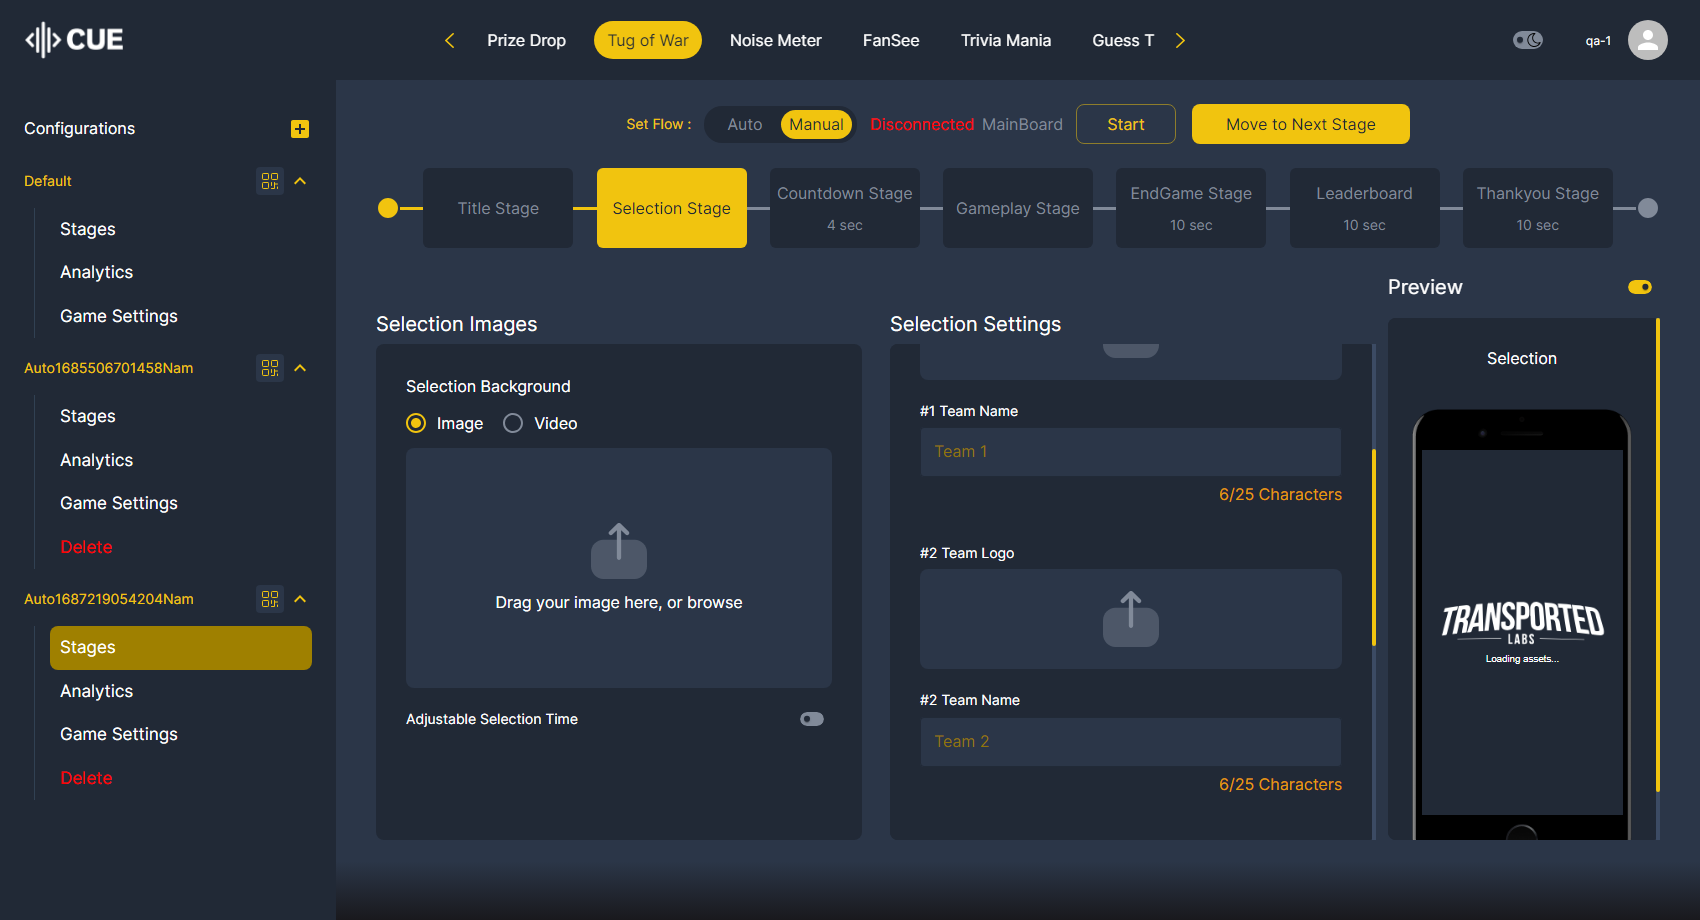 CUE
Prize Drop
Tug of War
Noise Meter
FanSee
Trivia Mania
Guess T
qa-1
Configurations
Default
Stages
Analytics
Game Settings
Auto1685506701458Nam
Stages
Analytics
Game Settings
Delete
Auto1687219054204Nam
Stages
Analytics
Game Settings
Delete
Set Flow :
Auto
Manual
Disconnected MainBoard
Start
Move to Next Stage
Title Stage
Selection Stage
Countdown Stage
4 sec
Gameplay Stage
EndGame Stage
10 sec
Leaderboard
10 sec
Thankyou Stage
10 sec
Selection Images
Selection Background
Image
Video
Drag your image here, or browse
Adjustable Selection Time
Selection Settings
#1 Team Name
Team 1
6/25 Characters
#2 Team Logo
#2 Team Name
Team 2
6/25 Characters
Preview
Selection
TRANSPORTED
LABS
Loading assets...